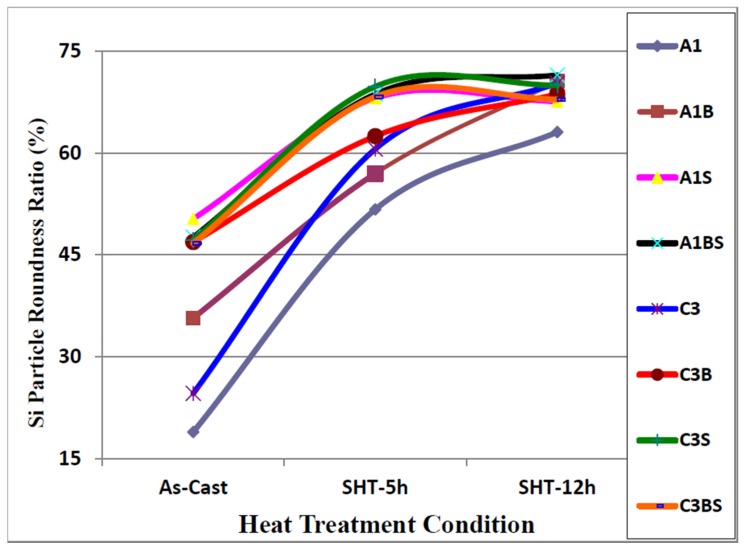 Si Particle Roundness Ratio (%)
75
60
45
30
15
As-Cast SHT-5h SHT-12h
Heat Treatment Condition
A1
A1B
A1S
A1BS
C3
C3B
C3S
C3BS